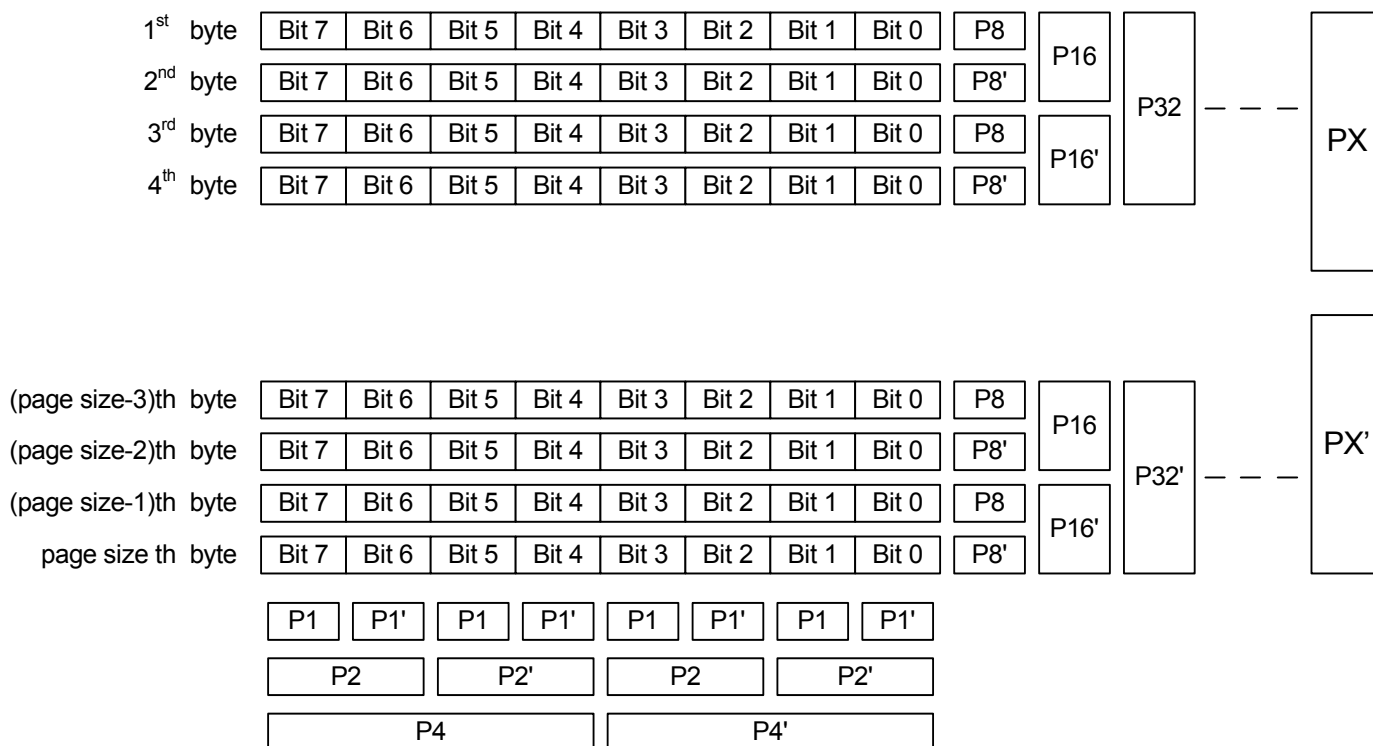 1st byte Bit 7 Bit 6 Bit 5 Bit 4 Bit 3 Bit 2 Bit 1 Bit 0 P8
P16
2nd byte Bit 7 Bit 6 Bit 5 Bit 4 Bit 3 Bit 2 Bit 1 Bit 0 P8'
P32
PX
3rd byte Bit 7 Bit 6 Bit 5 Bit 4 Bit 3 Bit 2 Bit 1 Bit 0 P8
P16'
4th byte Bit 7 Bit 6 Bit 5 Bit 4 Bit 3 Bit 2 Bit 1 Bit 0 P8'
(page size-3)th byte Bit 7 Bit 6 Bit 5 Bit 4 Bit 3 Bit 2 Bit 1 Bit 0 P8
P16
(page size-2)th byte Bit 7 Bit 6 Bit 5 Bit 4 Bit 3 Bit 2 Bit 1 Bit 0 P8'
PX’
P32'
(page size-1)th byte Bit 7 Bit 6 Bit 5 Bit 4 Bit 3 Bit 2 Bit 1 Bit 0 P8
P16'
page size th byte Bit 7 Bit 6 Bit 5 Bit 4 Bit 3 Bit 2 Bit 1 Bit 0 P8'
P1 P1' P1 P1' P1 P1' P1 P1'
P2 P2' P2 P2'
P4 P4'